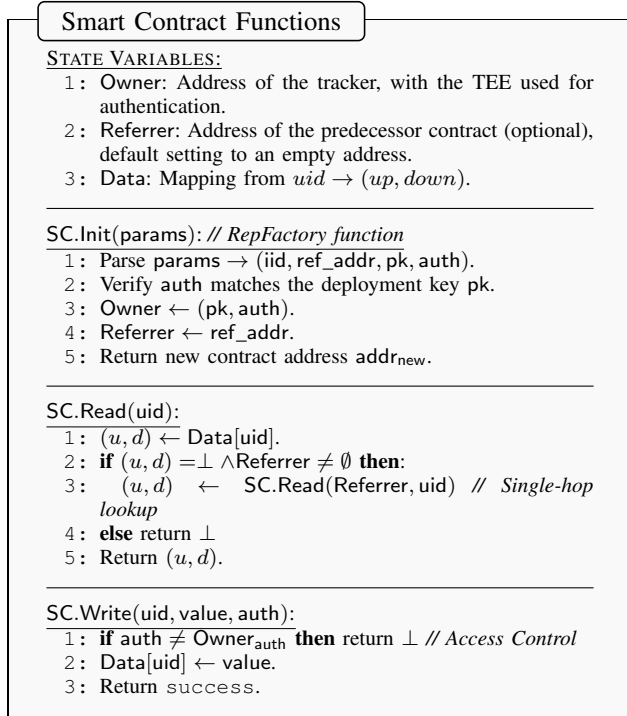 Smart Contract Functions
STATE VARIABLES:
1: Owner: Address of the tracker, with the TEE used for
authentication.
2: Referrer: Address of the predecessor contract (optional),
default setting to an empty address.
3: Data: Mapping from uid → (up, down).
SC.Init(params): // RepFactory function
1: Parse params → (iid, ref_addr, pk, auth).
2: Verify auth matches the deployment key pk.
3: Owner ← (pk, auth).
4: Referrer ← ref_addr.
5: Return new contract address addr_new.
SC.Read(uid):
1: (u, d) ← Data[uid].
2: if (u, d) =⊥ ∧Referrer ≠ ∅ then:
3: (u, d) ← SC.Read(Referrer, uid) // Single-hop
lookup
4: else return ⊥
5: Return (u, d).
SC.Write(uid, value, auth):
1: if auth ≠ Owner_auth then return ⊥ // Access Control
2: Data[uid] ← value.
3: Return success.